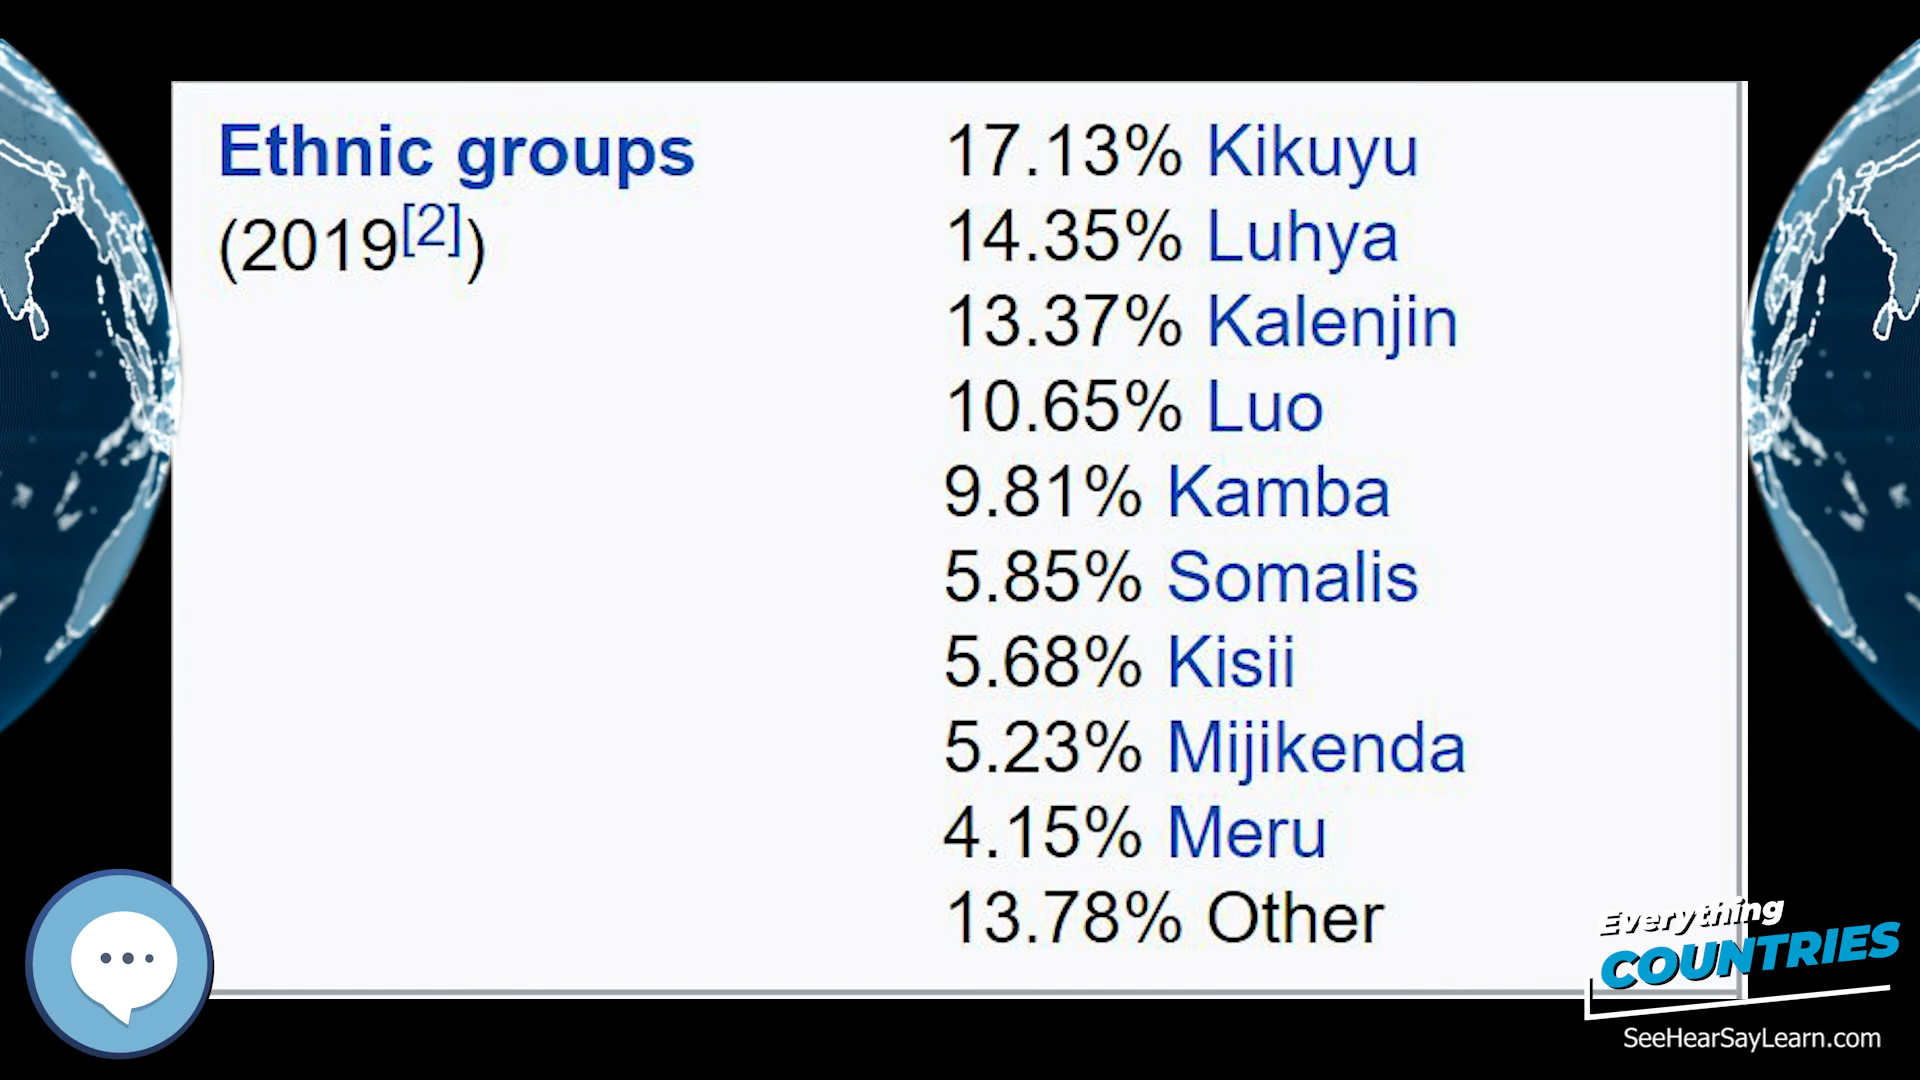 Ethnic groups
(2019[2])
17.13% Kikuyu
14.35% Luhya
13.37% Kalenjin
10.65% Luo
9.81% Kamba
5.85% Somalis
5.68% Kisii
5.23% Mijikenda
4.15% Meru
13.78% Other
Everything
COUNTRIES
SeeHearSayLearn.com